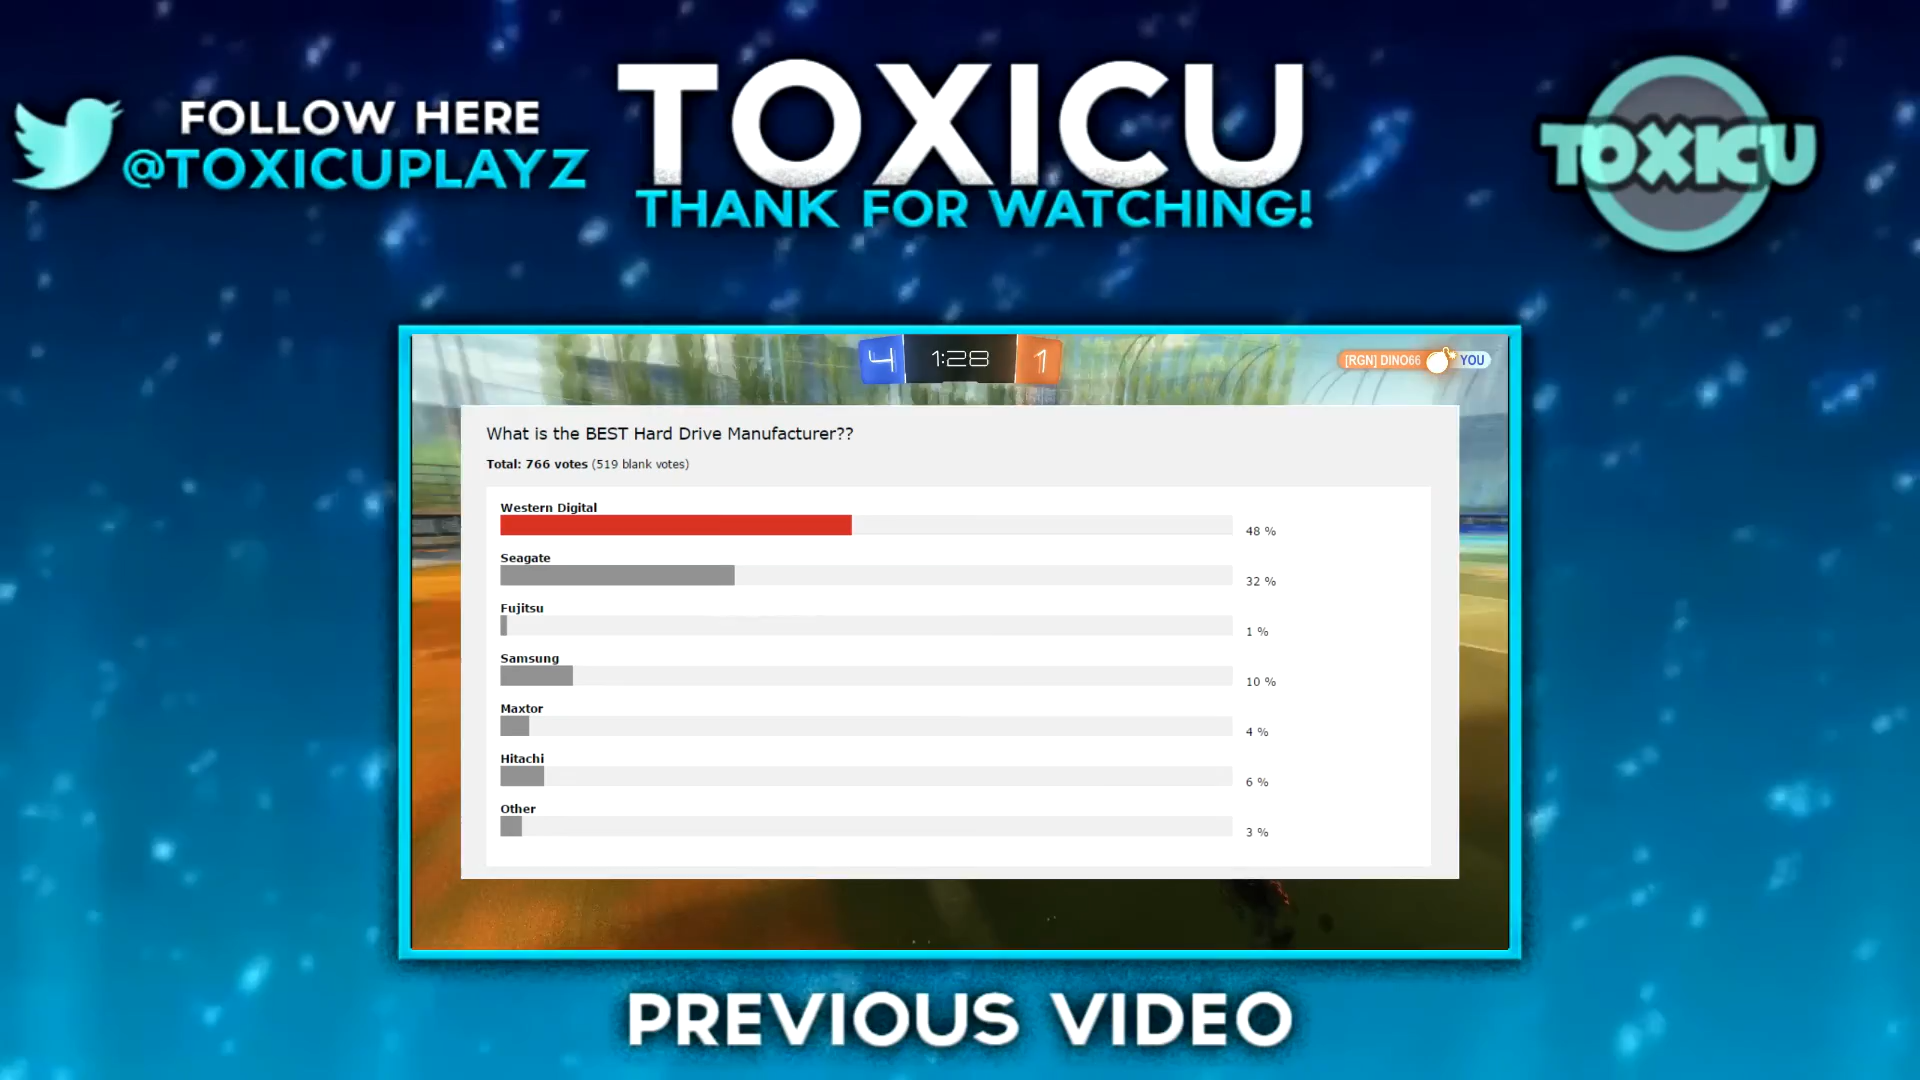 FOLLOW HERE
@TOXICUPLAYZ
TOXICU
THANK FOR WATCHING!
TOXICU
4 1:28 1
[RGN] DINO66 YOU
What is the BEST Hard Drive Manufacturer??
Total: 766 votes (519 blank votes)
Western Digital
48 %
Seagate
32 %
Fujitsu
1 %
Samsung
10 %
Maxtor
4 %
Hitachi
6 %
Other
3 %
PREVIOUS VIDEO